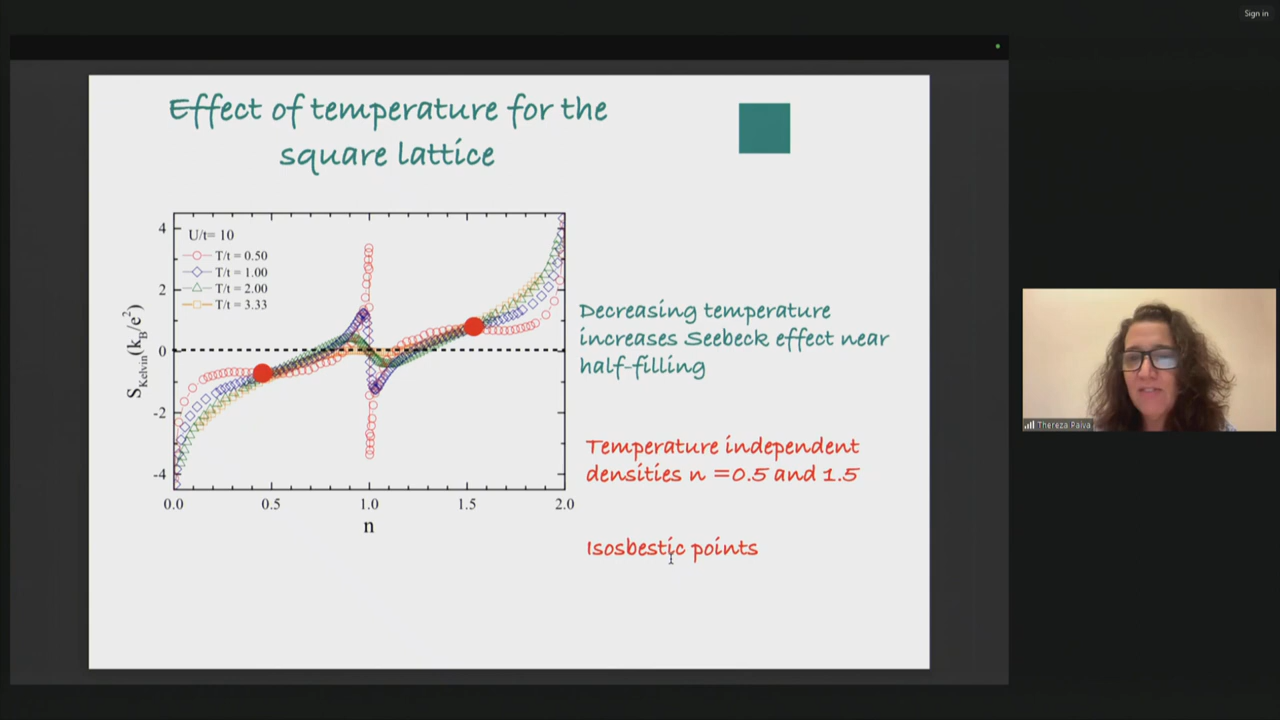 Sign in
Effect of temperature for the
square lattice
U/t= 10
T/t = 0.50
T/t = 1.00
T/t = 2.00
T/t = 3.33
S_Kelvin(k_B/e²)
4
2
0
-2
-4
0.0 0.5 1.0 1.5 2.0
n
Decreasing temperature
increases Seebeck effect near
half-filling
Temperature independent
densities n =0.5 and 1.5
Isosbestic points
Thereza Paiva